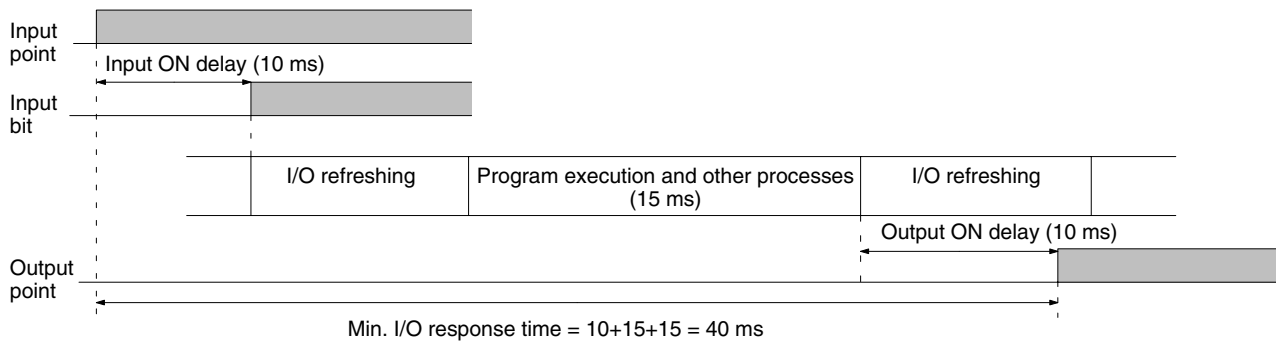 Input
point
Input ON delay (10 ms)
Input
bit
I/O refreshing
Program execution and other processes
(15 ms)
I/O refreshing
Output ON delay (10 ms)
Output
point
Min. I/O response time = 10+15+15 = 40 ms